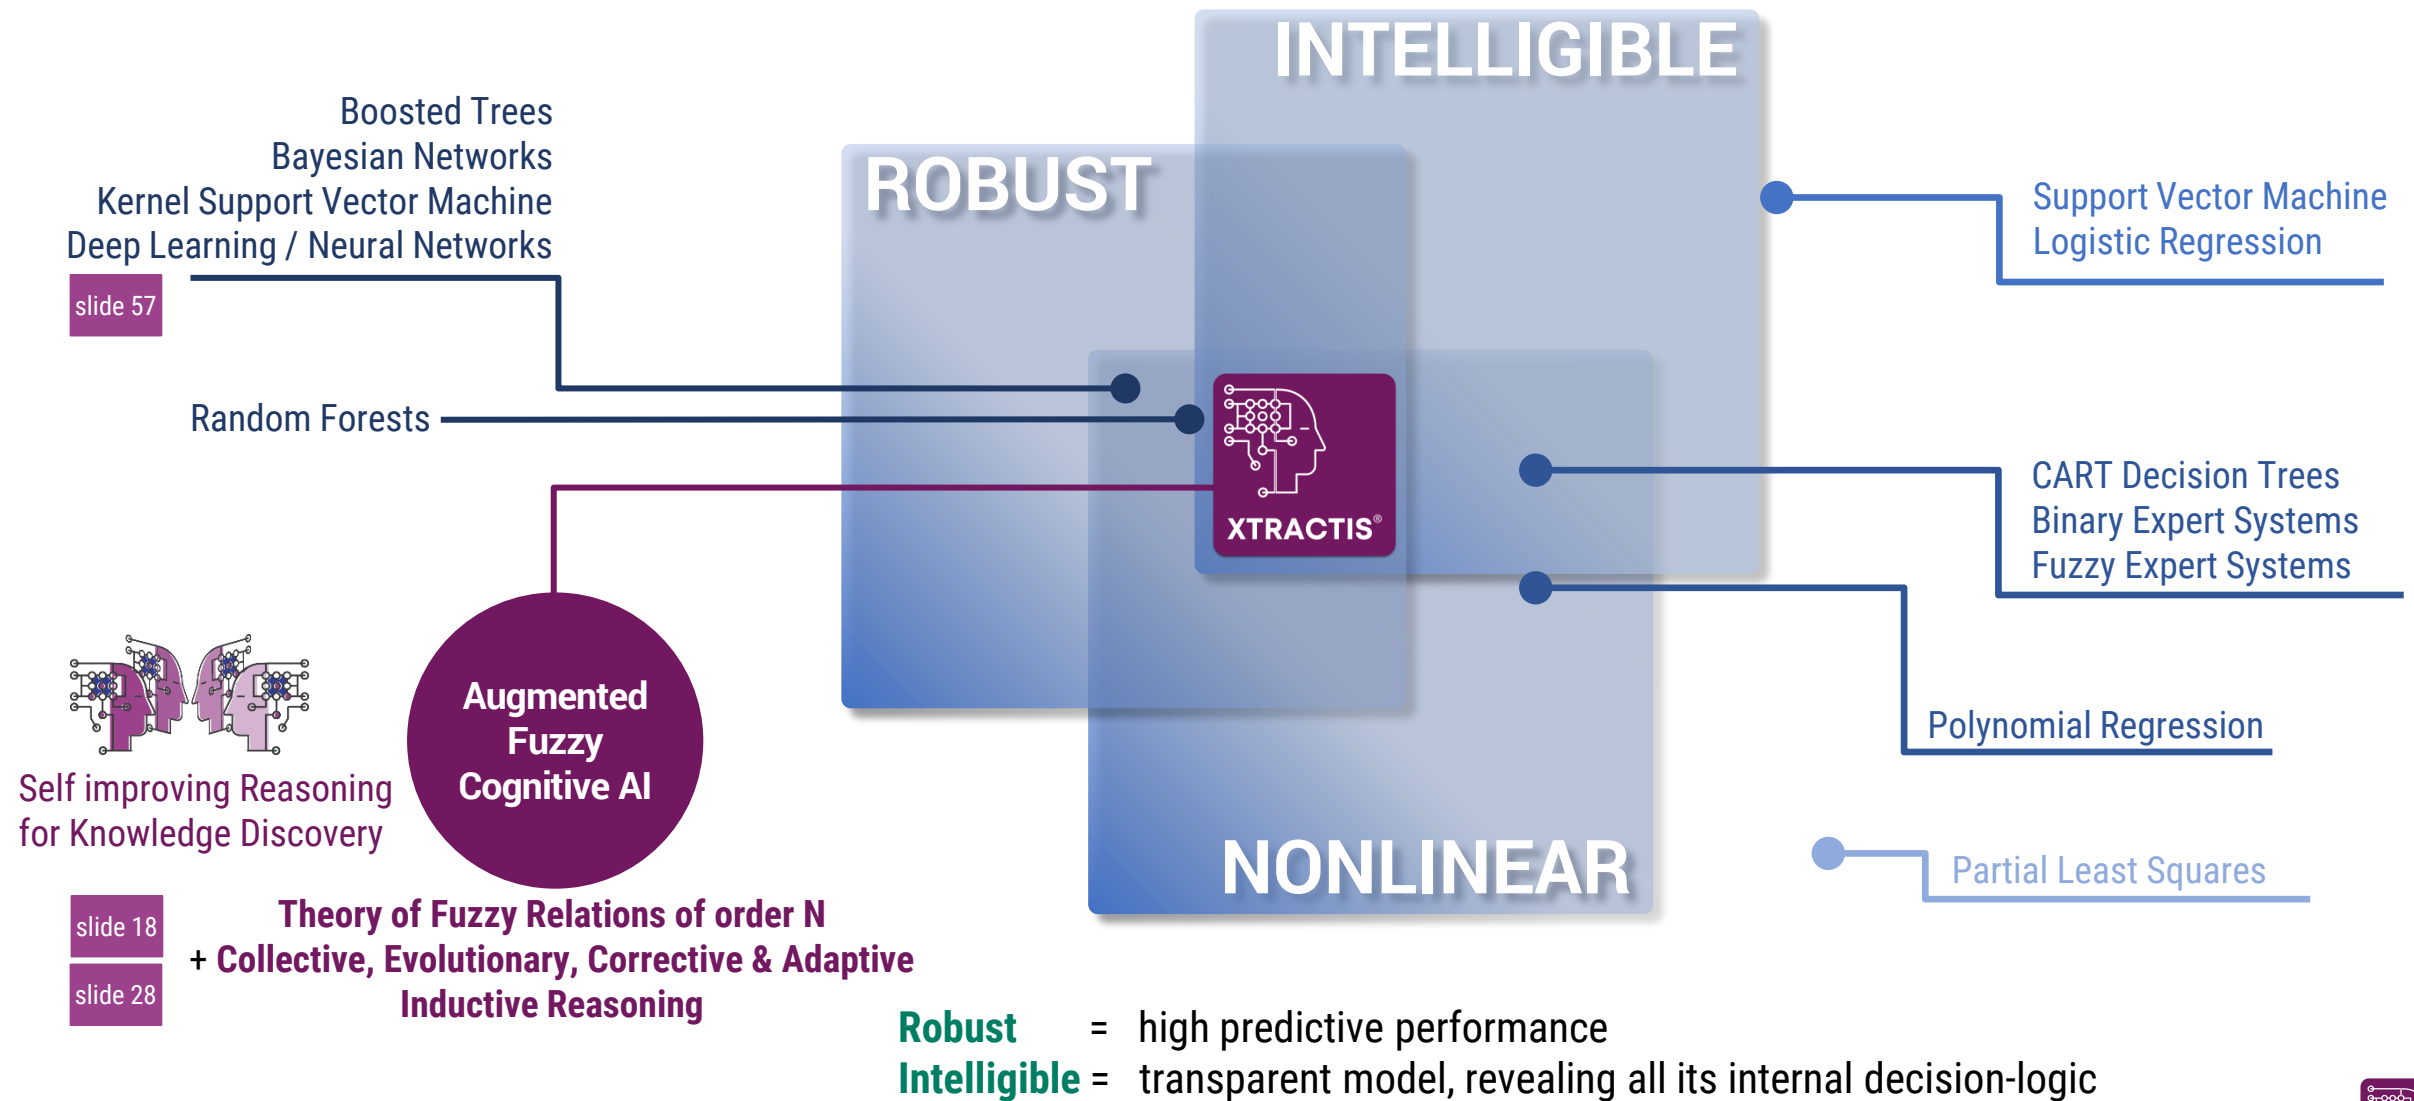 INTELLIGIBLE
ROBUST
Boosted Trees
Bayesian Networks
Kernel Support Vector Machine
Deep Learning / Neural Networks
slide 57
Random Forests
Support Vector Machine
Logistic Regression
XTRACTIS®
CART Decision Trees
Binary Expert Systems
Fuzzy Expert Systems
Polynomial Regression
Augmented
Fuzzy
Cognitive AI
Self improving Reasoning
for Knowledge Discovery
NONLINEAR
Partial Least Squares
slide 18
slide 28
Theory of Fuzzy Relations of order N
+ Collective, Evolutionary, Corrective & Adaptive
Inductive Reasoning
Robust = high predictive performance
Intelligible = transparent model, revealing all its internal decision-logic